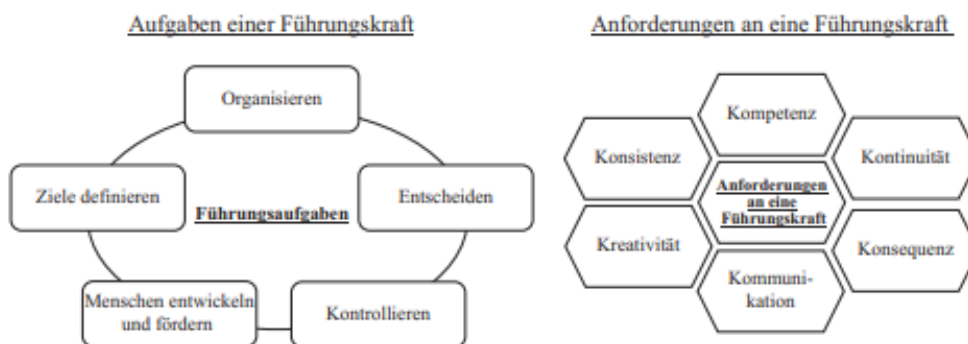 Aufgaben einer Führungskraft
Organisieren
Ziele definieren
Entscheiden
Führungsaufgaben
Menschen entwickeln
und fördern
Kontrollieren
Anforderungen an eine Führungskraft
Kompetenz
Konsistenz
Kontinuität
Anforderungen
an eine
Führungskraft
Kreativität
Konsequenz
Kommuni-
kation